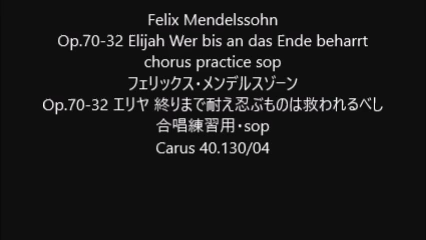 Felix Mendelssohn
Op.70-32 Elijah Wer bis an das Ende beharrt
chorus practice sop
フェリックス・メンデルスゾーン
Op.70-32 エリヤ 終りまで耐え忍ぶものは救われるべし
合唱練習用・sop
Carus 40.130/04